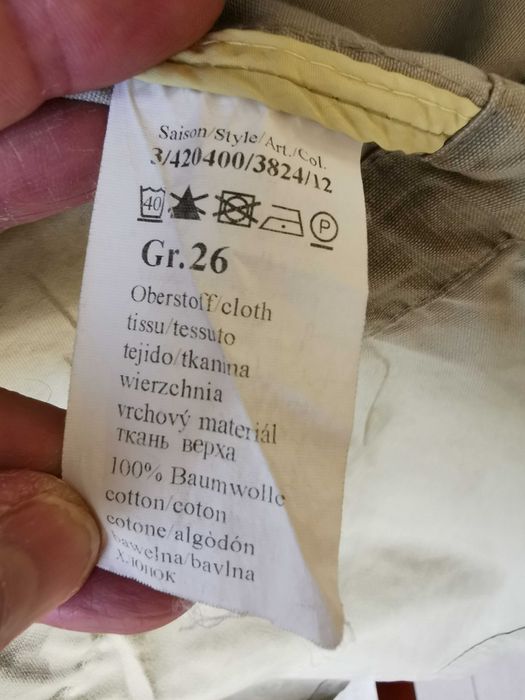 Saison/Style/Art./Col.
3/420400/3824/12
40 P
Gr.26
Oberstoff/cloth
tissu/tessuto
tejido/tkanina
wierzchnia
vrchový materiál
ткань верха
100% Baumwolle
cotton/coton
cotone/algòdón
bawełna/bavlna
хлопок